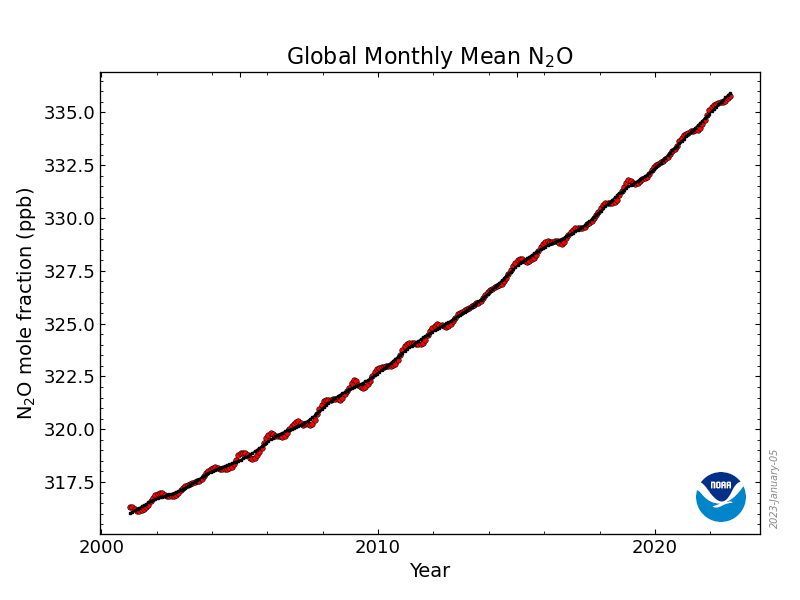 Global Monthly Mean N₂O
335.0
332.5
330.0
327.5
325.0
322.5
320.0
317.5
N₂O mole fraction (ppb)
2000
2010
2020
Year
NOAA
2023-January-05